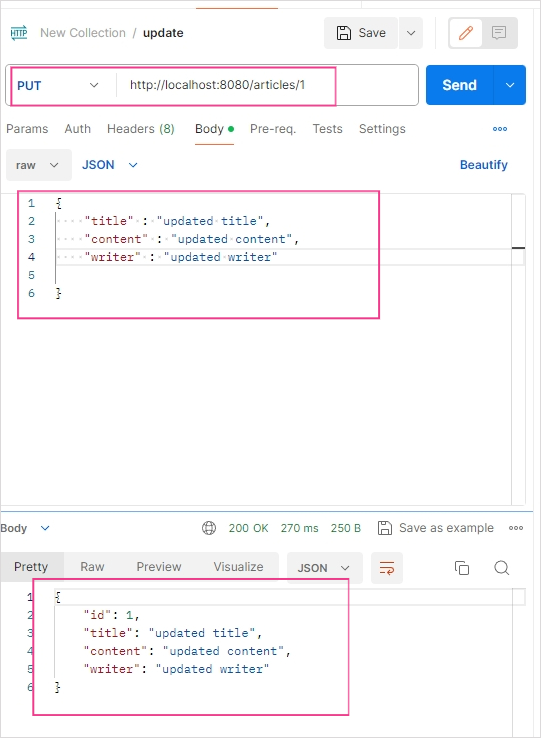 HTTP New Collection / update Save
PUT http://localhost:8080/articles/1 Send
Params Auth Headers (8) Body Pre-req. Tests Settings
raw JSON Beautify
1 {
2 "title" : "updated title",
3 "content" : "updated content",
4 "writer" : "updated writer"
5
6 }
Body 200 OK 270 ms 250 B Save as example
Pretty Raw Preview Visualize JSON
1 {
2 "id": 1,
3 "title": "updated title",
4 "content": "updated content",
5 "writer": "updated writer"
6 }